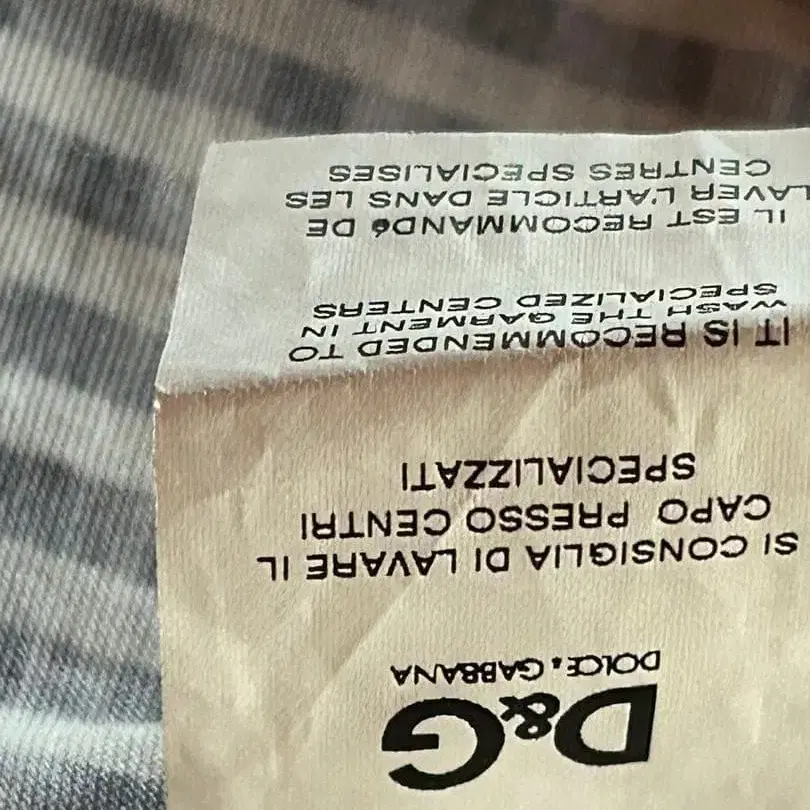 D&G
DOLCE & GABBANA
SI CONSIGLIA DI LAVARE IL
CAPO PRESSO CENTRI
SPECIALIZZATI
IT IS RECOMMENDED TO
WASH THE GARMENT IN
SPECIALIZED CENTERS
IL EST RECOMMANDé DE
LAVER L'ARTICLE DANS LES
CENTRES SPECIALISES